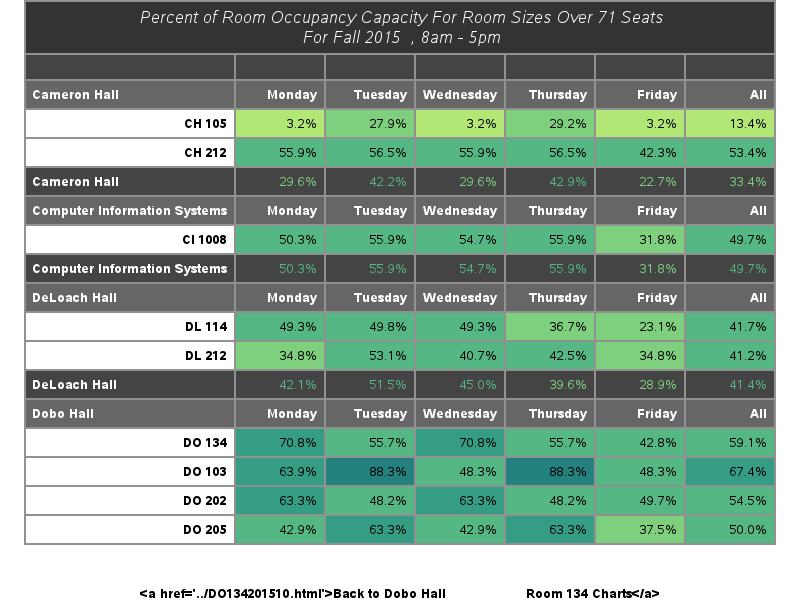 Percent of Room Occupancy Capacity For Room Sizes Over 71 Seats
For Fall 2015 , 8am - 5pm
Cameron Hall Monday Tuesday Wednesday Thursday Friday All
CH 105 3.2% 27.9% 3.2% 29.2% 3.2% 13.4%
CH 212 55.9% 56.5% 55.9% 56.5% 42.3% 53.4%
Cameron Hall 29.6% 42.2% 29.6% 42.9% 22.7% 33.4%
Computer Information Systems Monday Tuesday Wednesday Thursday Friday All
CI 1008 50.3% 55.9% 54.7% 55.9% 31.8% 49.7%
Computer Information Systems 50.3% 55.9% 54.7% 55.9% 31.8% 49.7%
DeLoach Hall Monday Tuesday Wednesday Thursday Friday All
DL 114 49.3% 49.8% 49.3% 36.7% 23.1% 41.7%
DL 212 34.8% 53.1% 40.7% 42.5% 34.8% 41.2%
DeLoach Hall 42.1% 51.5% 45.0% 39.6% 28.9% 41.4%
Dobo Hall Monday Tuesday Wednesday Thursday Friday All
DO 134 70.8% 55.7% 70.8% 55.7% 42.8% 59.1%
DO 103 63.9% 88.3% 48.3% 88.3% 48.3% 67.4%
DO 202 63.3% 48.2% 63.3% 48.2% 49.7% 54.5%
DO 205 42.9% 63.3% 42.9% 63.3% 37.5% 50.0%
<a href='../DO134201510.html'>Back to Dobo Hall Room 134 Charts</a>